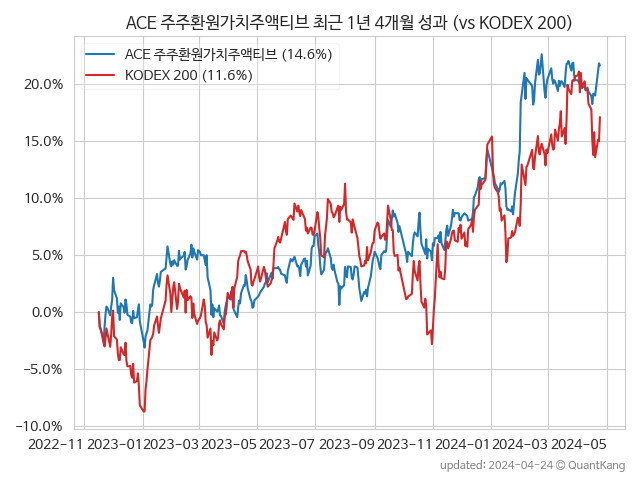 ACE 주주환원가치주액티브 최근 1년 4개월 성과 (vs KODEX 200)
ACE 주주환원가치주액티브 (14.6%)
KODEX 200 (11.6%)
20.0%
15.0%
10.0%
5.0%
0.0%
−5.0%
−10.0%
2022-11 2023-01 2023-03 2023-05 2023-07 2023-09 2023-11 2024-01 2024-03 2024-05
updated: 2024-04-24 ⓒ QuantKang